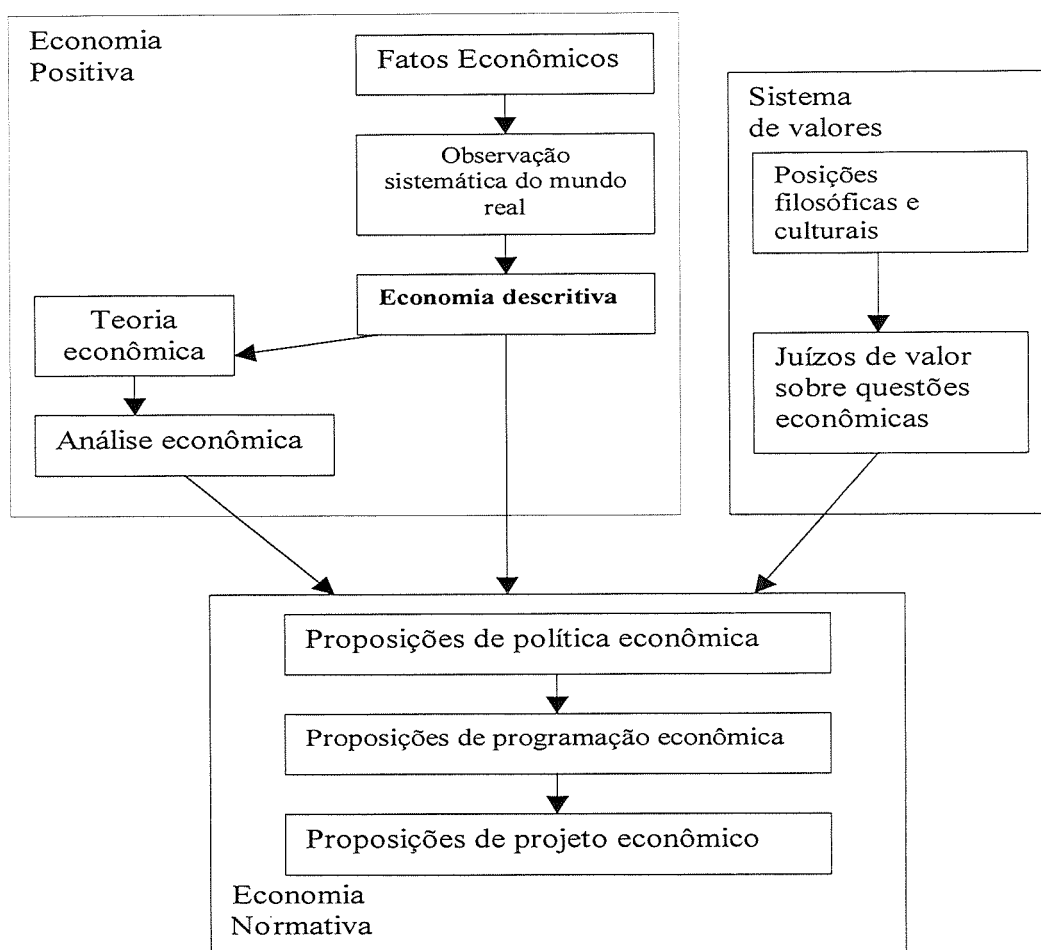 Economia
Positiva
Fatos Econômicos
Observação
sistemática do mundo
real
Economia descritiva
Teoria
econômica
Análise econômica
Sistema
de valores
Posições
filosóficas e
culturais
Juízos de valor
sobre questões
econômicas
Proposições de política econômica
Proposições de programação econômica
Proposições de projeto econômico
Economia
Normativa